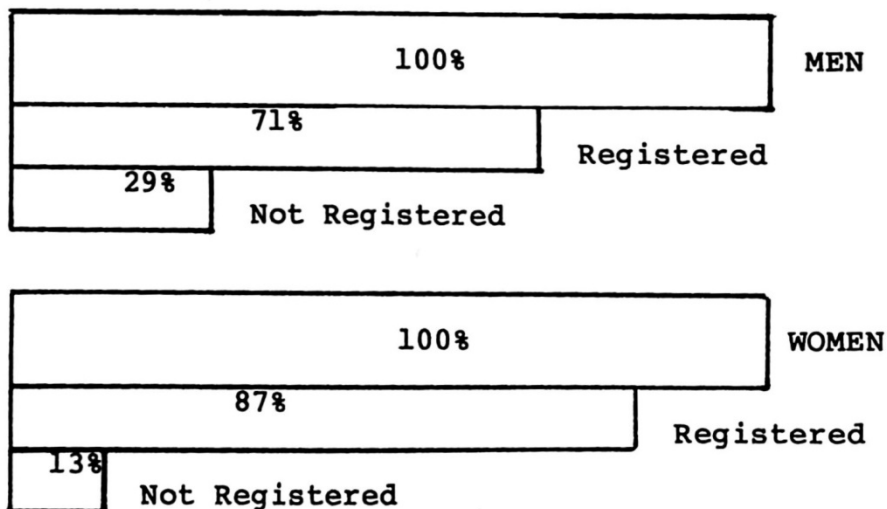 100% MEN
71%
Registered
29%
Not Registered
100% WOMEN
87%
Registered
13%
Not Registered